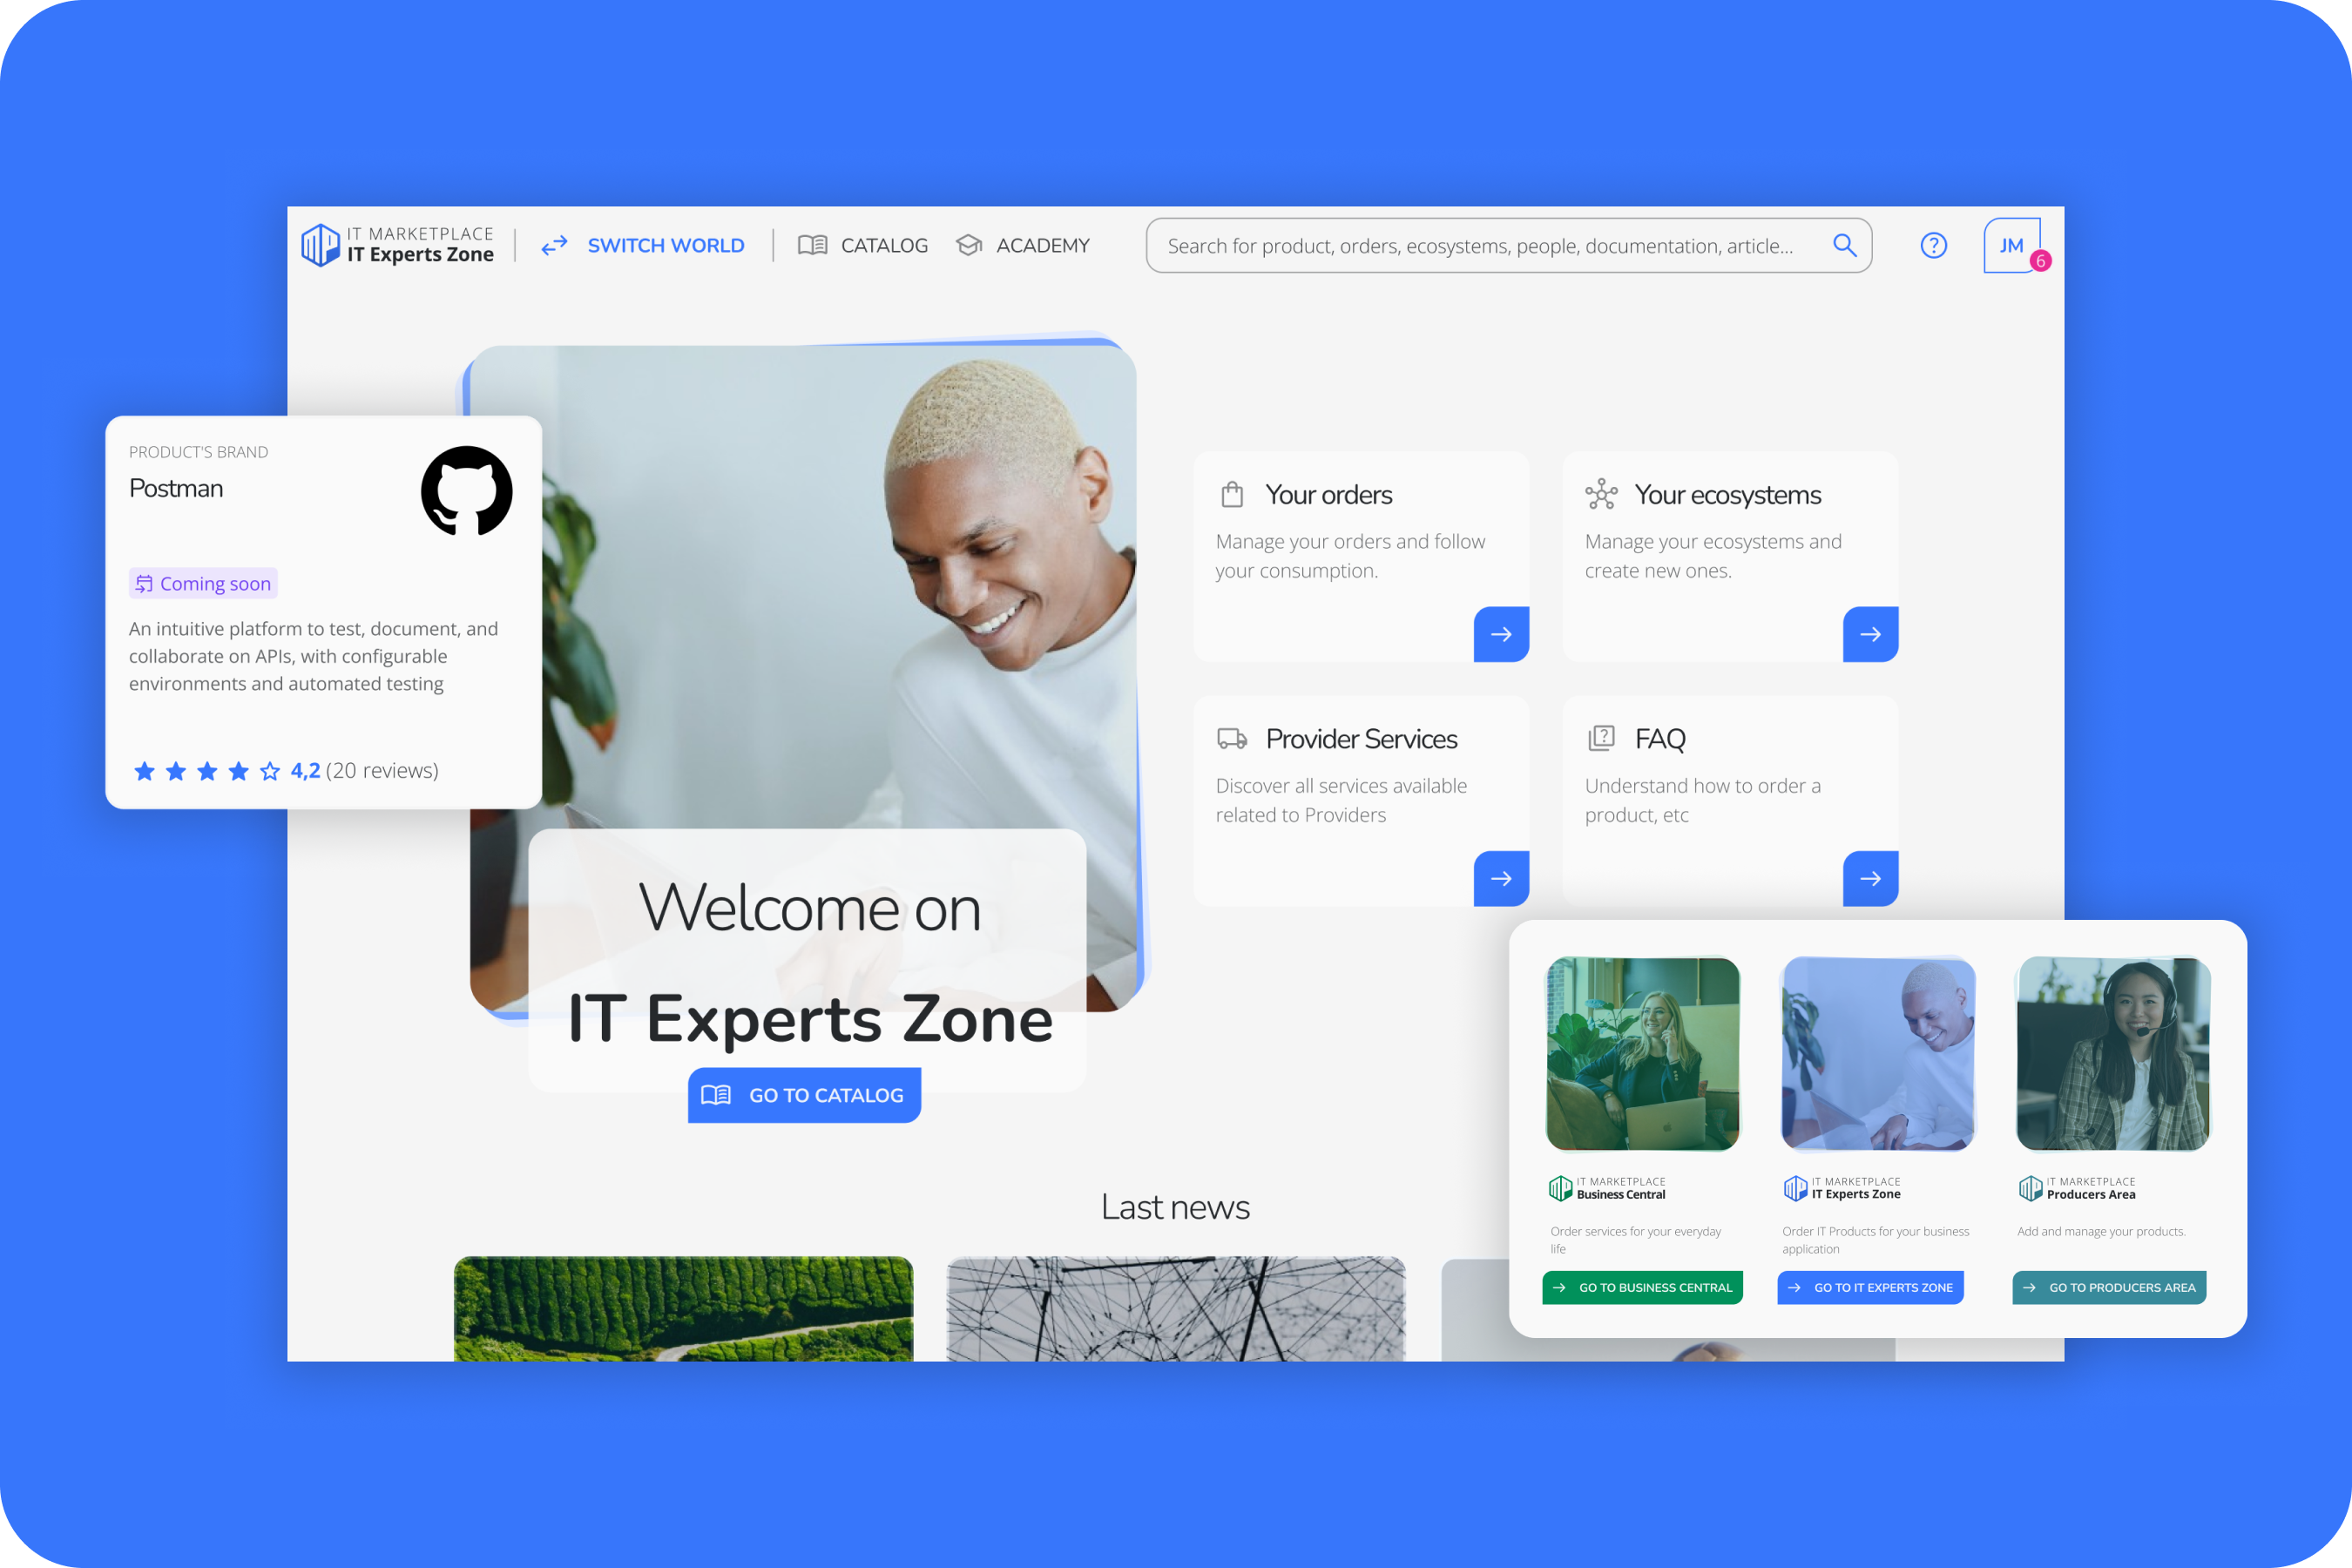 IT MARKETPLACE
IT Experts Zone
SWITCH WORLD
CATALOG
ACADEMY
Search for product, orders, ecosystems, people, documentation, article...
JM
6
PRODUCT'S BRAND
Postman
Coming soon
An intuitive platform to test, document, and
collaborate on APIs, with configurable
environments and automated testing
4,2 (20 reviews)
Your orders
Manage your orders and follow
your consumption.
Your ecosystems
Manage your ecosystems and
create new ones.
Provider Services
Discover all services available
related to Providers
FAQ
Understand how to order a
product, etc
Welcome on
IT Experts Zone
GO TO CATALOG
Last news
IT MARKETPLACE
Business Central
Order services for your everyday
life
GO TO BUSINESS CENTRAL
IT MARKETPLACE
IT Experts Zone
Order IT Products for your business
application
GO TO IT EXPERTS ZONE
IT MARKETPLACE
Producers Area
Add and manage your products.
GO TO PRODUCERS AREA